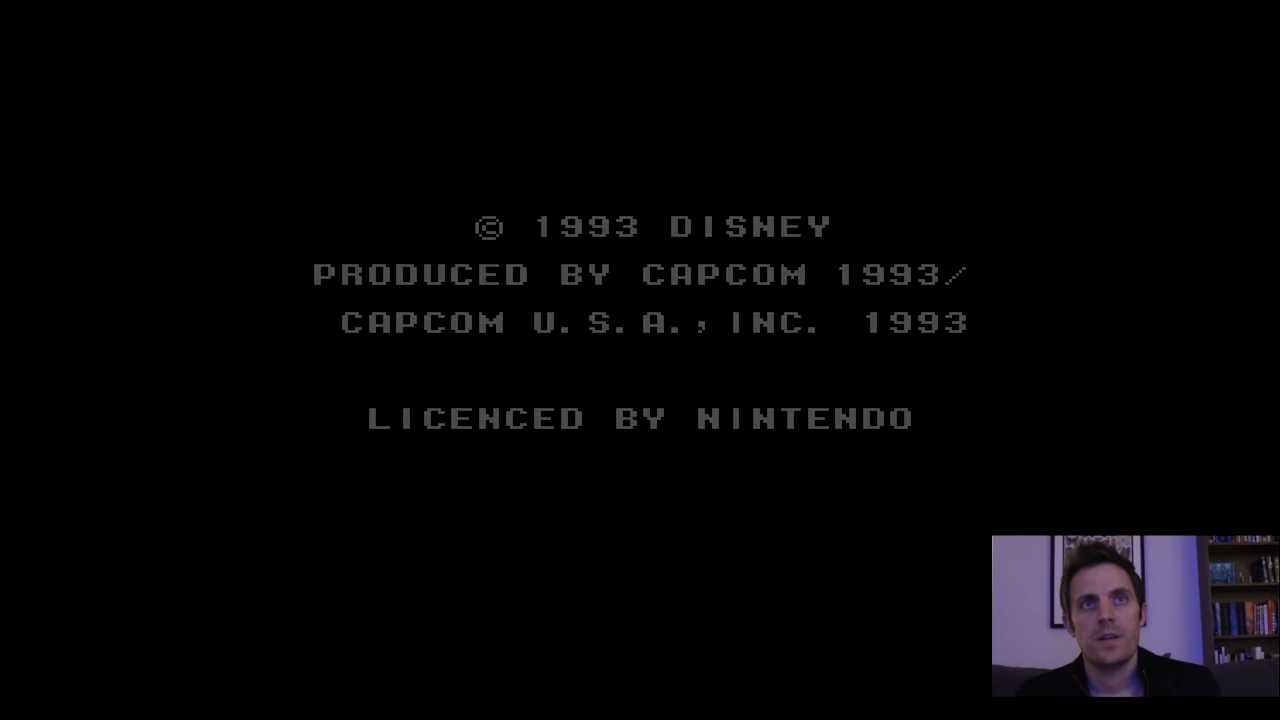 © 1993 DISNEY
PRODUCED BY CAPCOM 1993/
CAPCOM U.S.A., INC. 1993
LICENCED BY NINTENDO